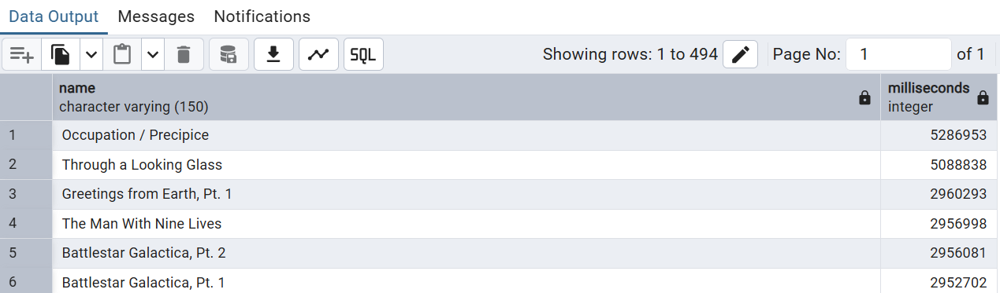 Data Output Messages Notifications
SQL Showing rows: 1 to 494 Page No: 1 of 1
name milliseconds
character varying (150) integer
1 Occupation / Precipice 5286953
2 Through a Looking Glass 5088838
3 Greetings from Earth, Pt. 1 2960293
4 The Man With Nine Lives 2956998
5 Battlestar Galactica, Pt. 2 2956081
6 Battlestar Galactica, Pt. 1 2952702